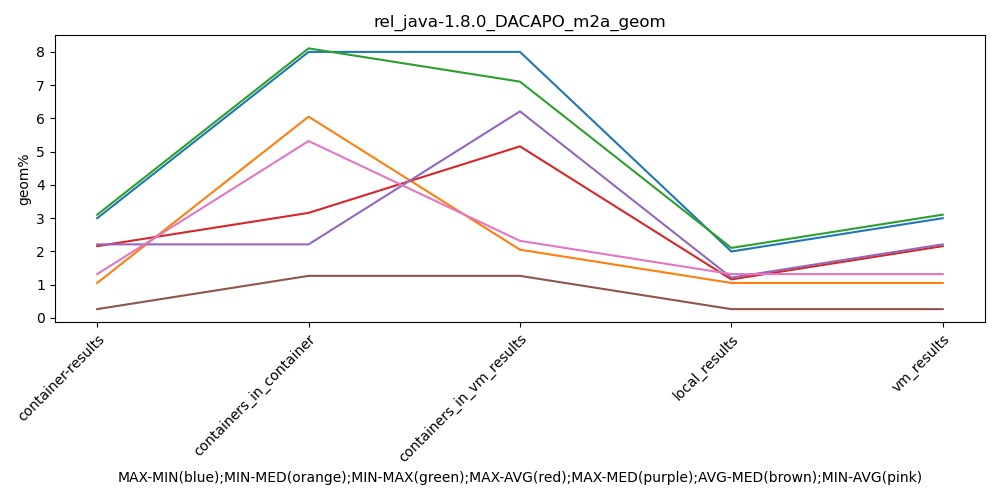 rel_java-1.8.0_DACAPO_m2a_geom
geom%
8
7
6
5
4
3
2
1
0
container-results
containers_in_container
containers_in_vm_results
local_results
vm_results
MAX-MIN(blue);MIN-MED(orange);MIN-MAX(green);MAX-AVG(red);MAX-MED(purple);AVG-MED(brown);MIN-AVG(pink)